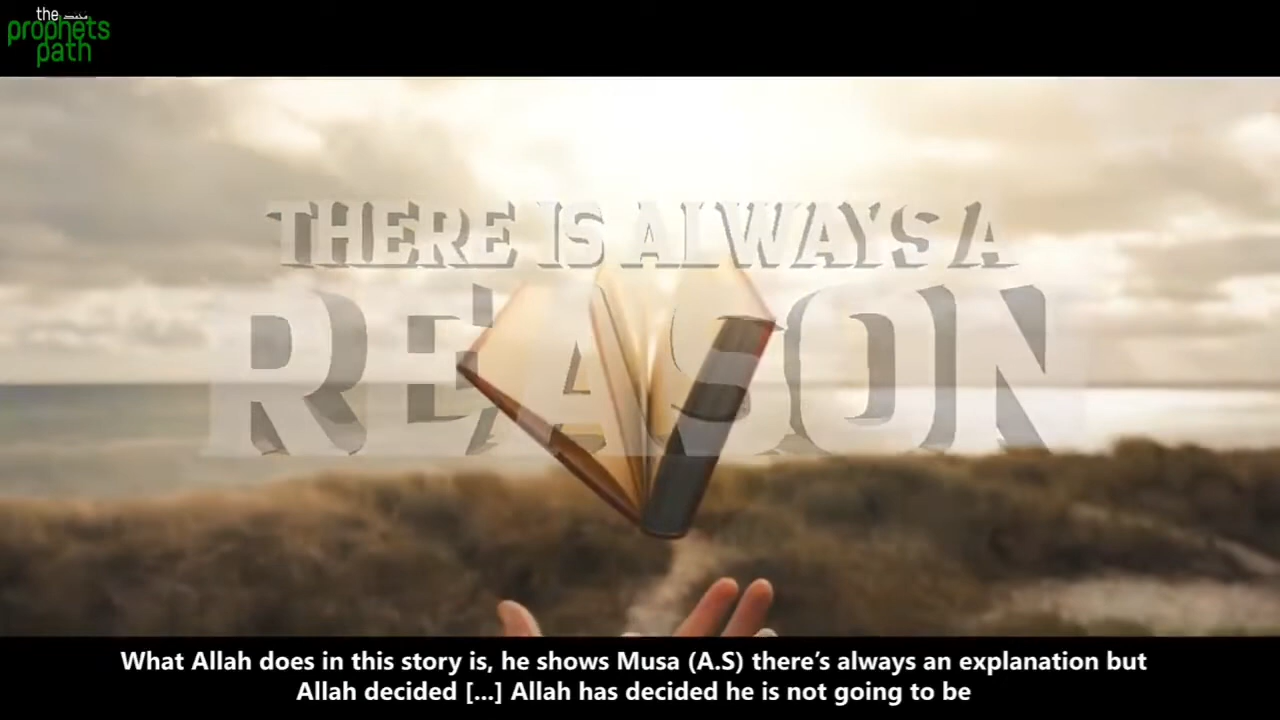 the
prophets
path
THERE IS ALWAYS A
REASON
What Allah does in this story is, he shows Musa (A.S) there's always an explanation but
Allah decided [...] Allah has decided he is not going to be